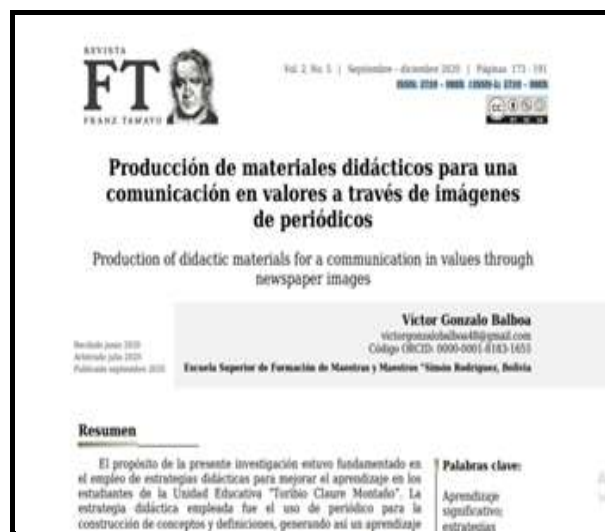 REVISTA
FT
FRANZ TAMAYO
Vol. 2, No. 5 | Septiembre - diciembre 2020 | Páginas 173 - 191
Producción de materiales didácticos para una
comunicación en valores a través de imágenes
de periódicos
Production of didactic materials for a communication in values through
newspaper images
Víctor Gonzalo Balboa
Código ORCID: 0000-0001-8183-1651
Recibido junio 2020
Arbitrado julio 2020
Publicado septiembre 2020
Escuela Superior de Formación de Maestras y Maestros "Simón Rodríguez, Bolivia
Resumen
El propósito de la presente investigación estuvo fundamentado en
el empleo de estrategias didácticas para mejorar el aprendizaje en los
estudiantes de la Unidad Educativa "Toribio Claure Montaño". La
estrategia didáctica empleada fue el uso de periódico para la
construcción de conceptos y definiciones, generando así un aprendizaje
Palabras clave:
Aprendizaje
significativo;
estrategias